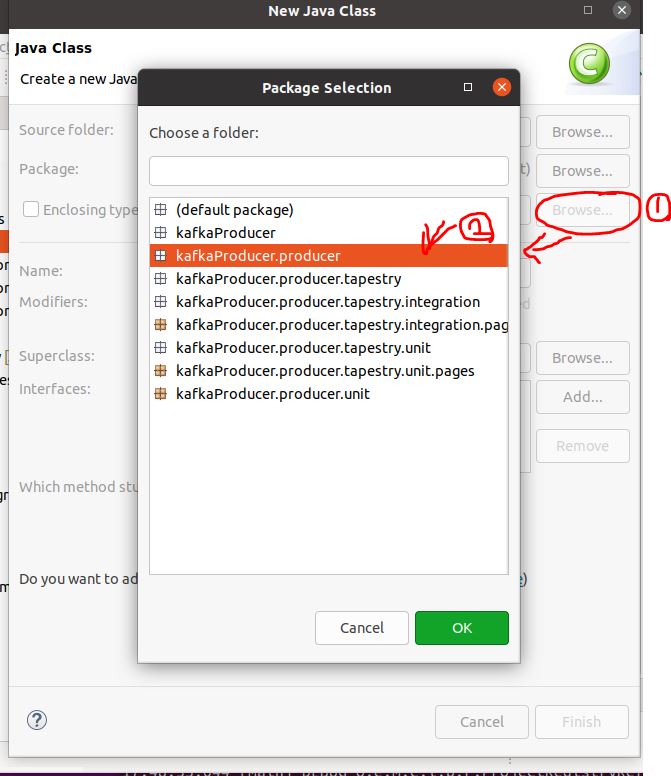 New Java Class
Java Class
Create a new Java
Package Selection
Choose a folder:
Source folder:
Browse...
Package:
t)
Browse...
Enclosing type
Browse...
1
(default package)
kafkaProducer
2
kafkaProducer.producer
kafkaProducer.producer.tapestry
kafkaProducer.producer.tapestry.integration
kafkaProducer.producer.tapestry.integration.pag
kafkaProducer.producer.tapestry.unit
kafkaProducer.producer.tapestry.unit.pages
kafkaProducer.producer.unit
Name:
Modifiers:
Superclass:
Browse...
Interfaces:
Add...
Remove
Which method stu
Do you want to ad
Cancel
OK
?
Cancel
Finish